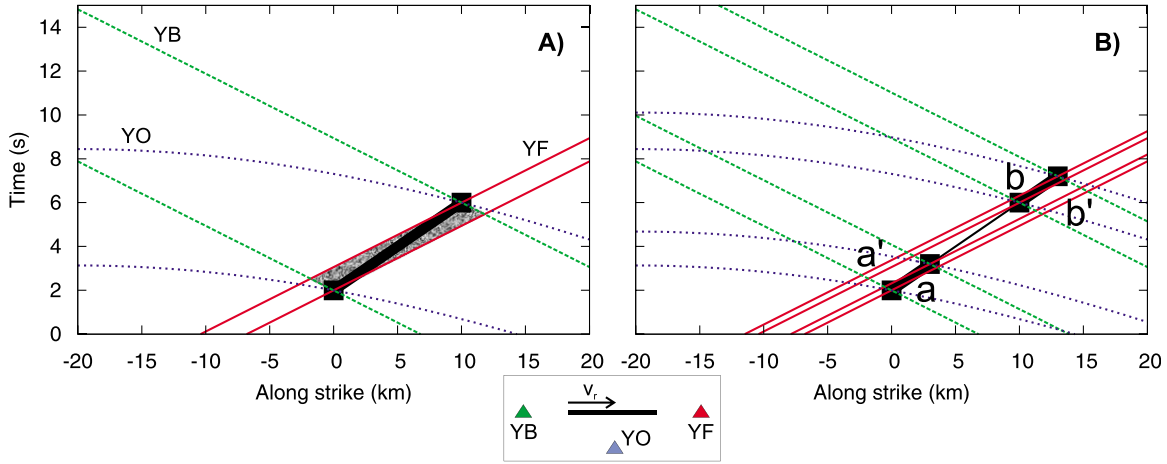 A)
B)
YB
YO
YF
b
b'
a'
a
Time (s)
14
12
10
8
6
4
2
0
-20 -15 -10 -5 0 5 10 15 20
-20 -15 -10 -5 0 5 10 15 20
Along strike (km)
Along strike (km)
v_r
YB
YO
YF